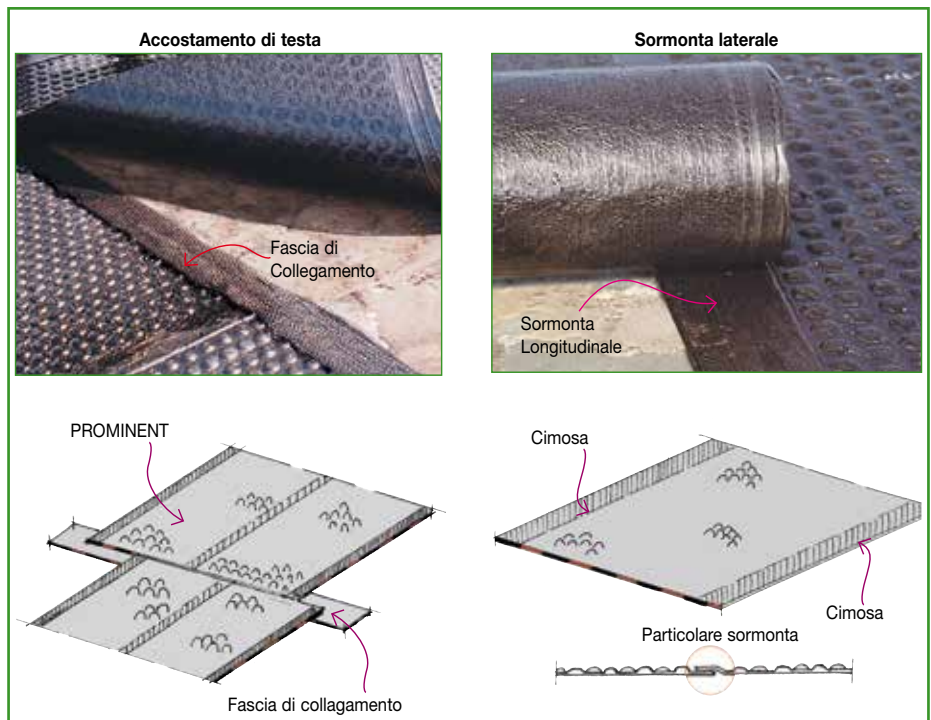 Accostamento di testa
Fascia di
Collegamento
Sormonta laterale
Sormonta
Longitudinale
PROMINENT
Fascia di collagamento
Cimosa
Cimosa
Particolare sormonta